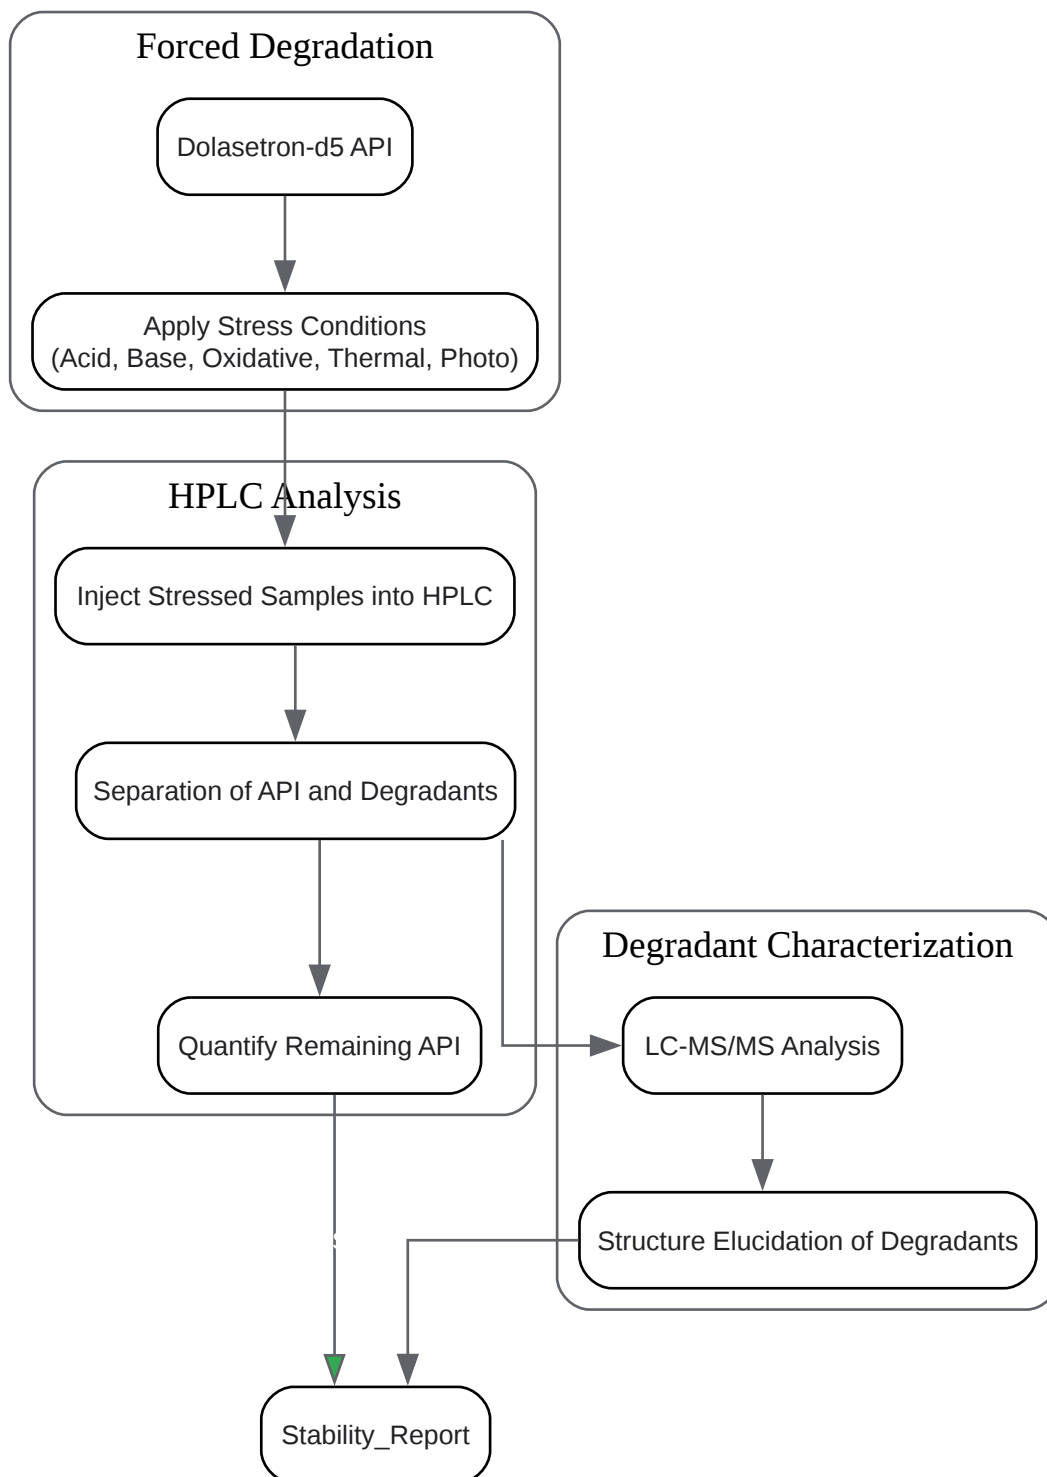 Forced Degradation
Dolasetron-d5 API
Apply Stress Conditions
(Acid, Base, Oxidative, Thermal, Photo)
HPLC Analysis
Inject Stressed Samples into HPLC
Separation of API and Degradants
Quantify Remaining API
Degradant Characterization
LC-MS/MS Analysis
Structure Elucidation of Degradants
Stability_Report